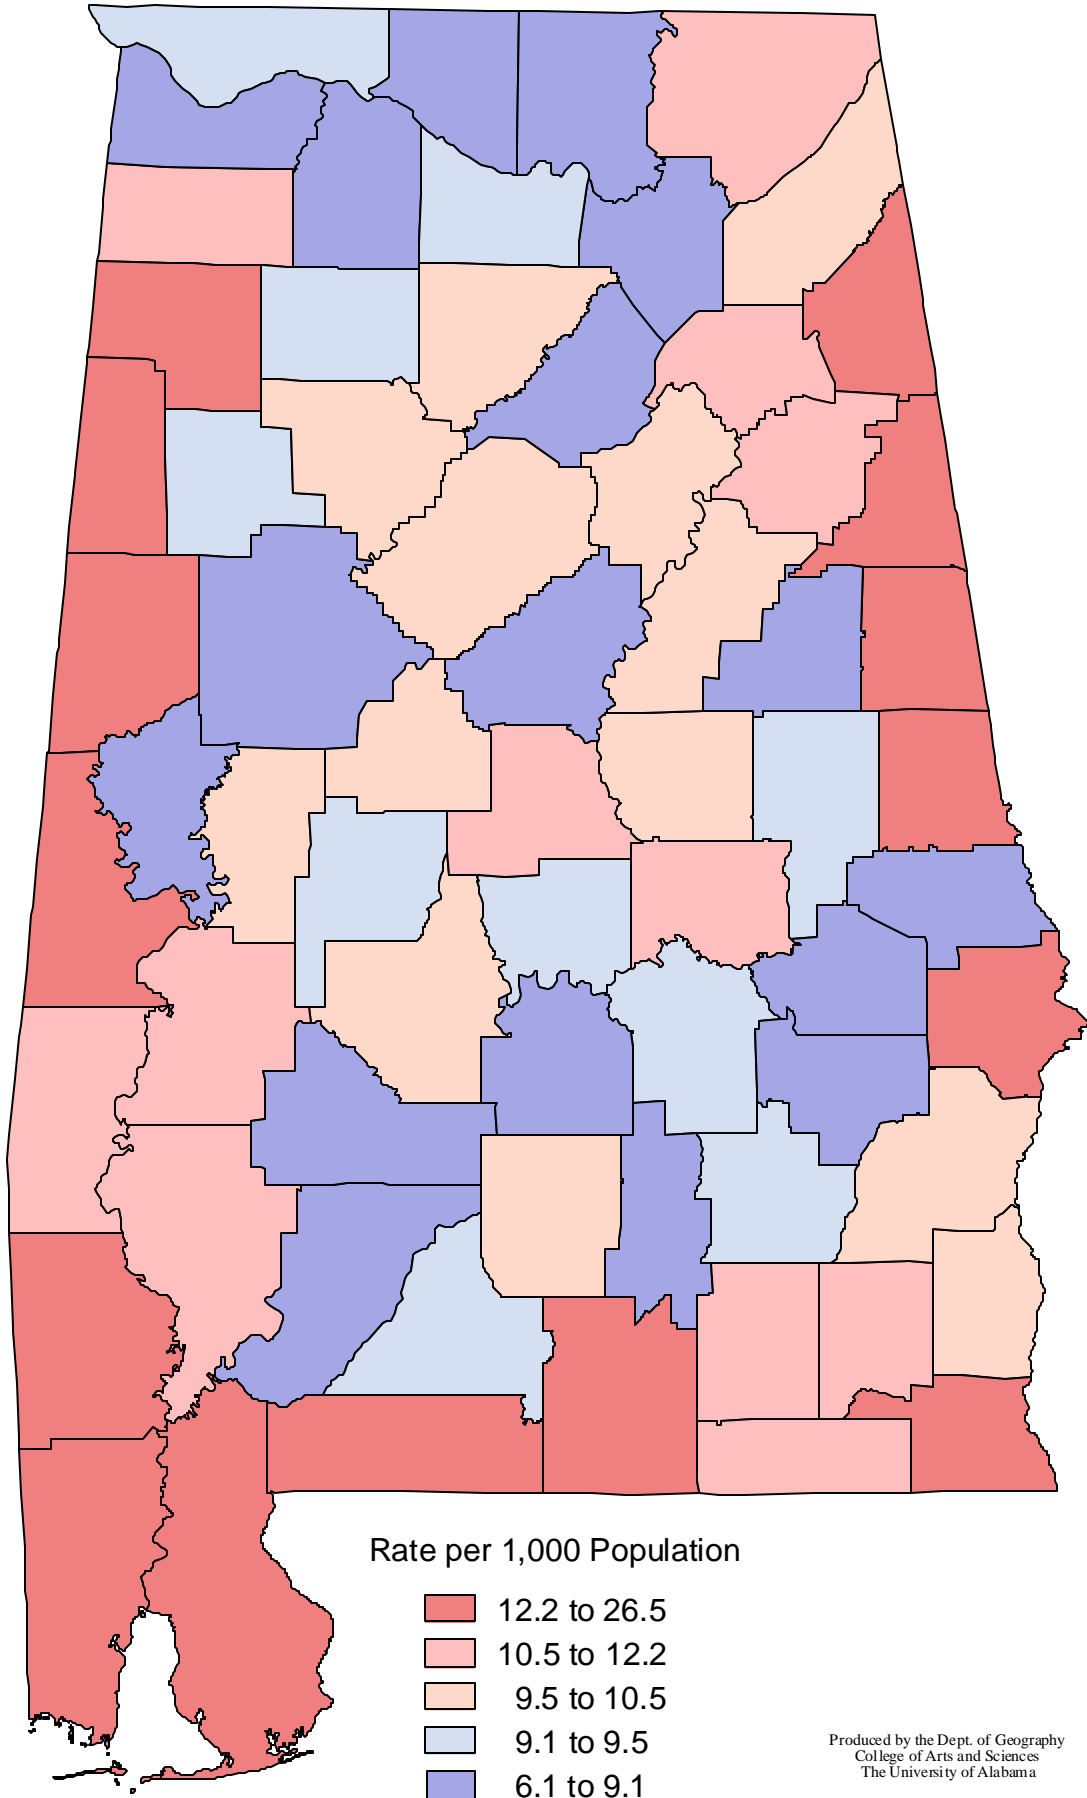 Rate per 1,000 Population
12.2 to 26.5
10.5 to 12.2
9.5 to 10.5
9.1 to 9.5
6.1 to 9.1
Produced by the Dept. of Geography
College of Arts and Sciences
The University of Alabama